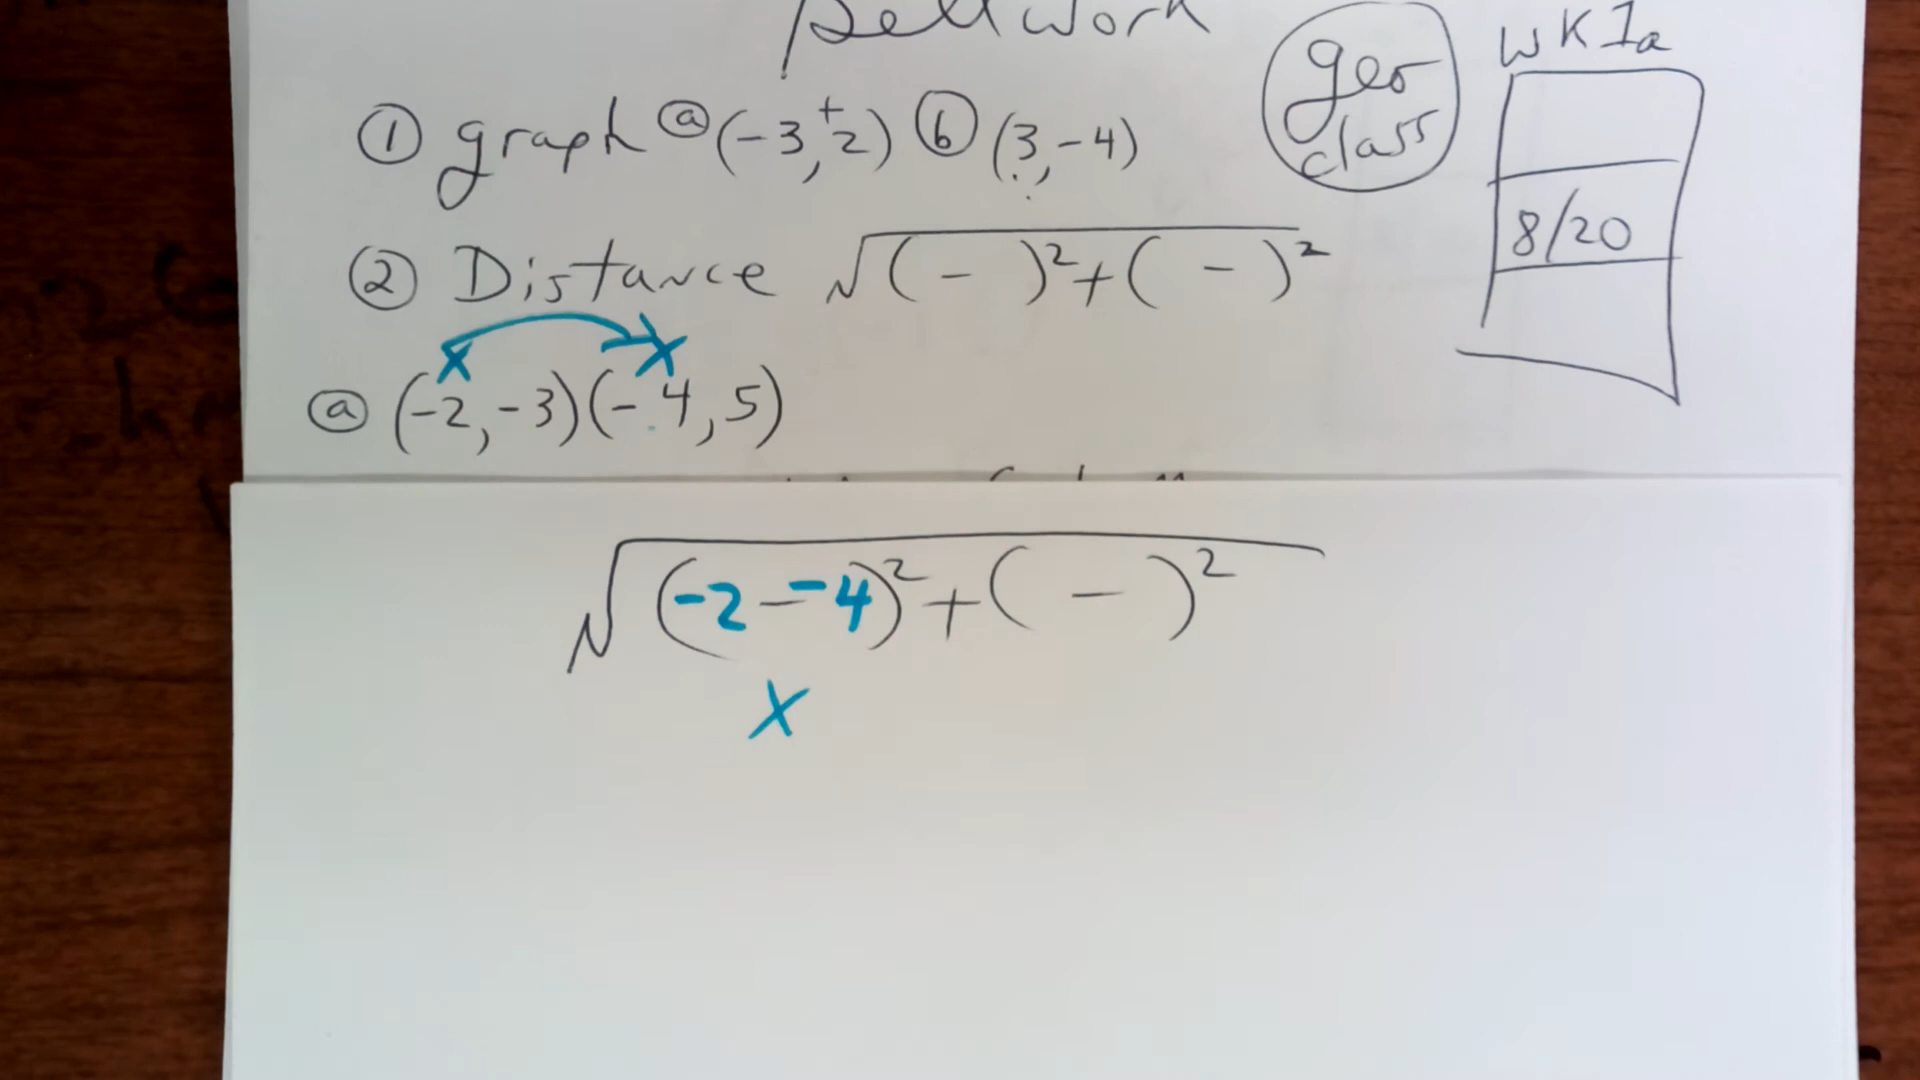 Bellwork
geo
class
WK 1a
① graph ⓐ (-3, +2) ⓑ (3, -4)
8/20
② Distance √( - )² + ( - )²
x x
ⓐ (-2, -3) (-4, 5)
√(-2 - -4)² + ( - )²
x